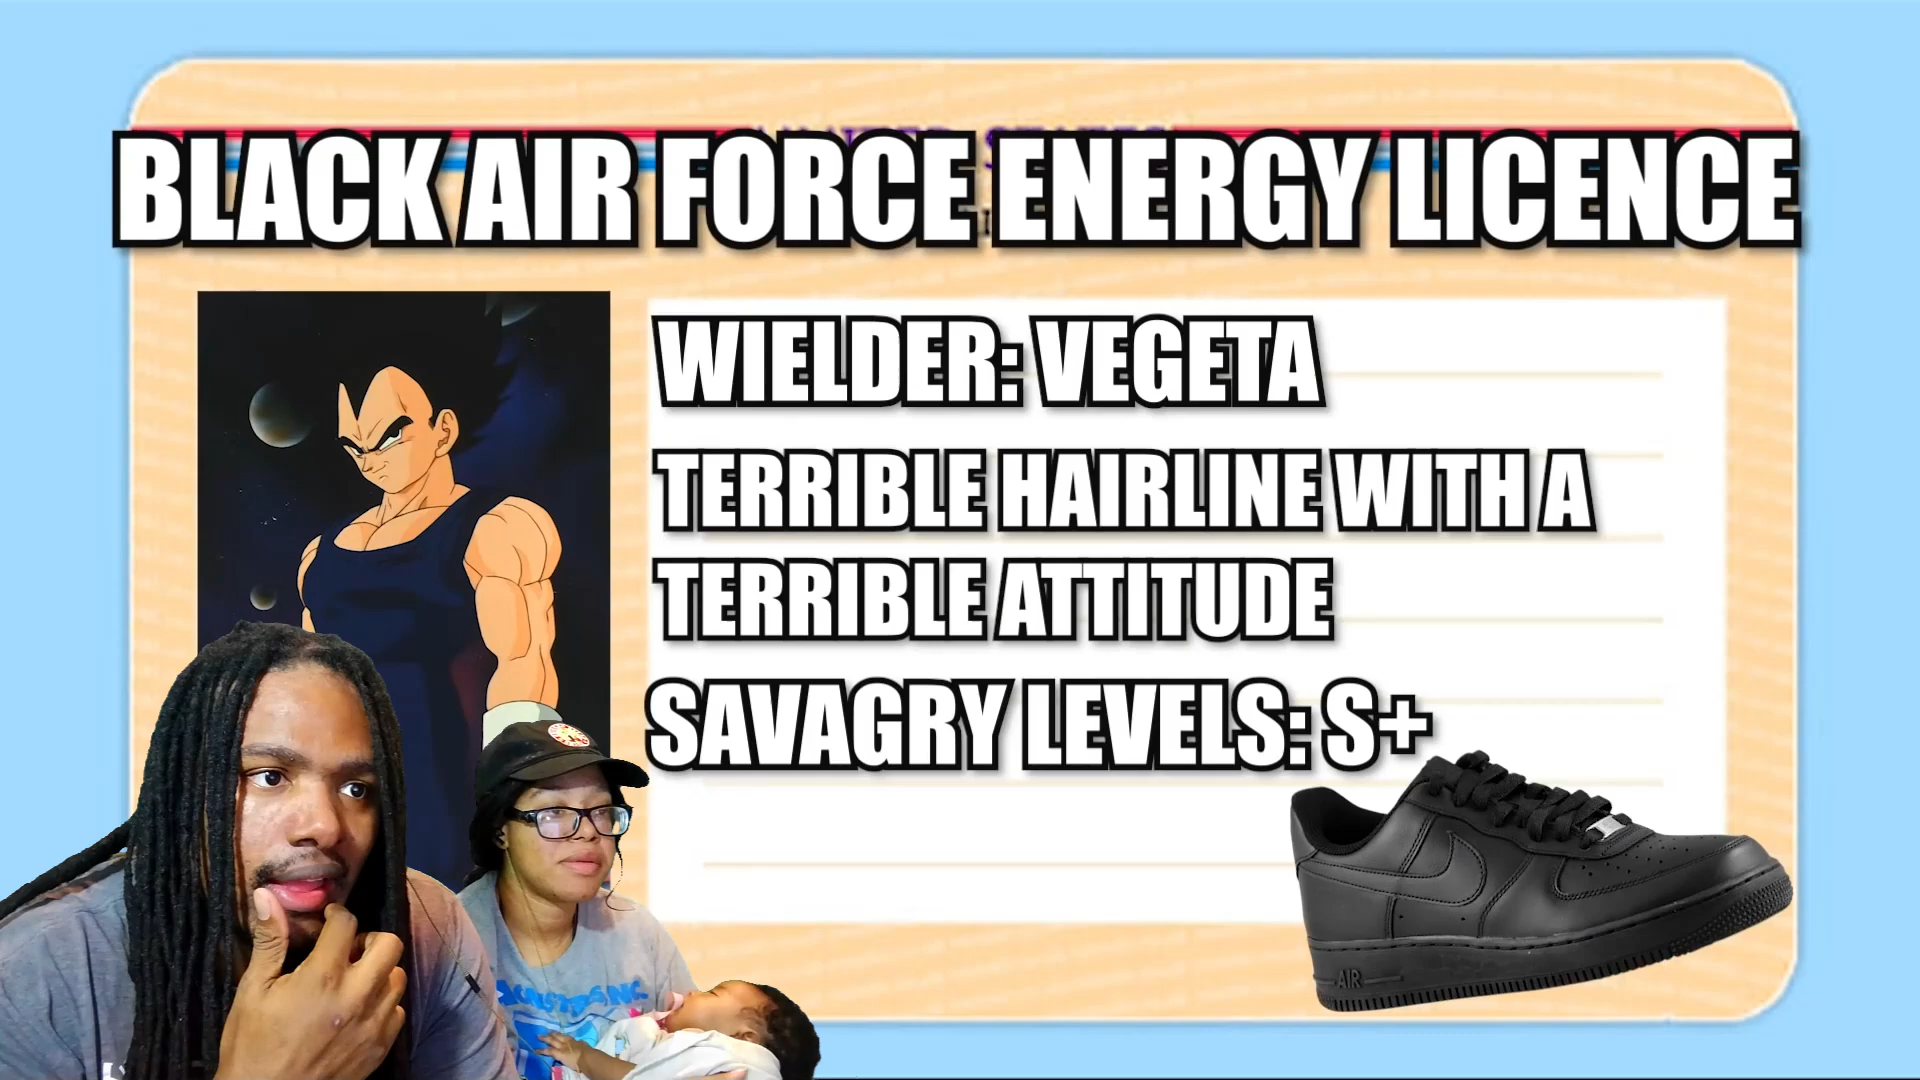 BLACK AIR FORCE ENERGY LICENCE
WIELDER: VEGETA
TERRIBLE HAIRLINE WITH A
TERRIBLE ATTITUDE
SAVAGRY LEVELS: S+
AIR